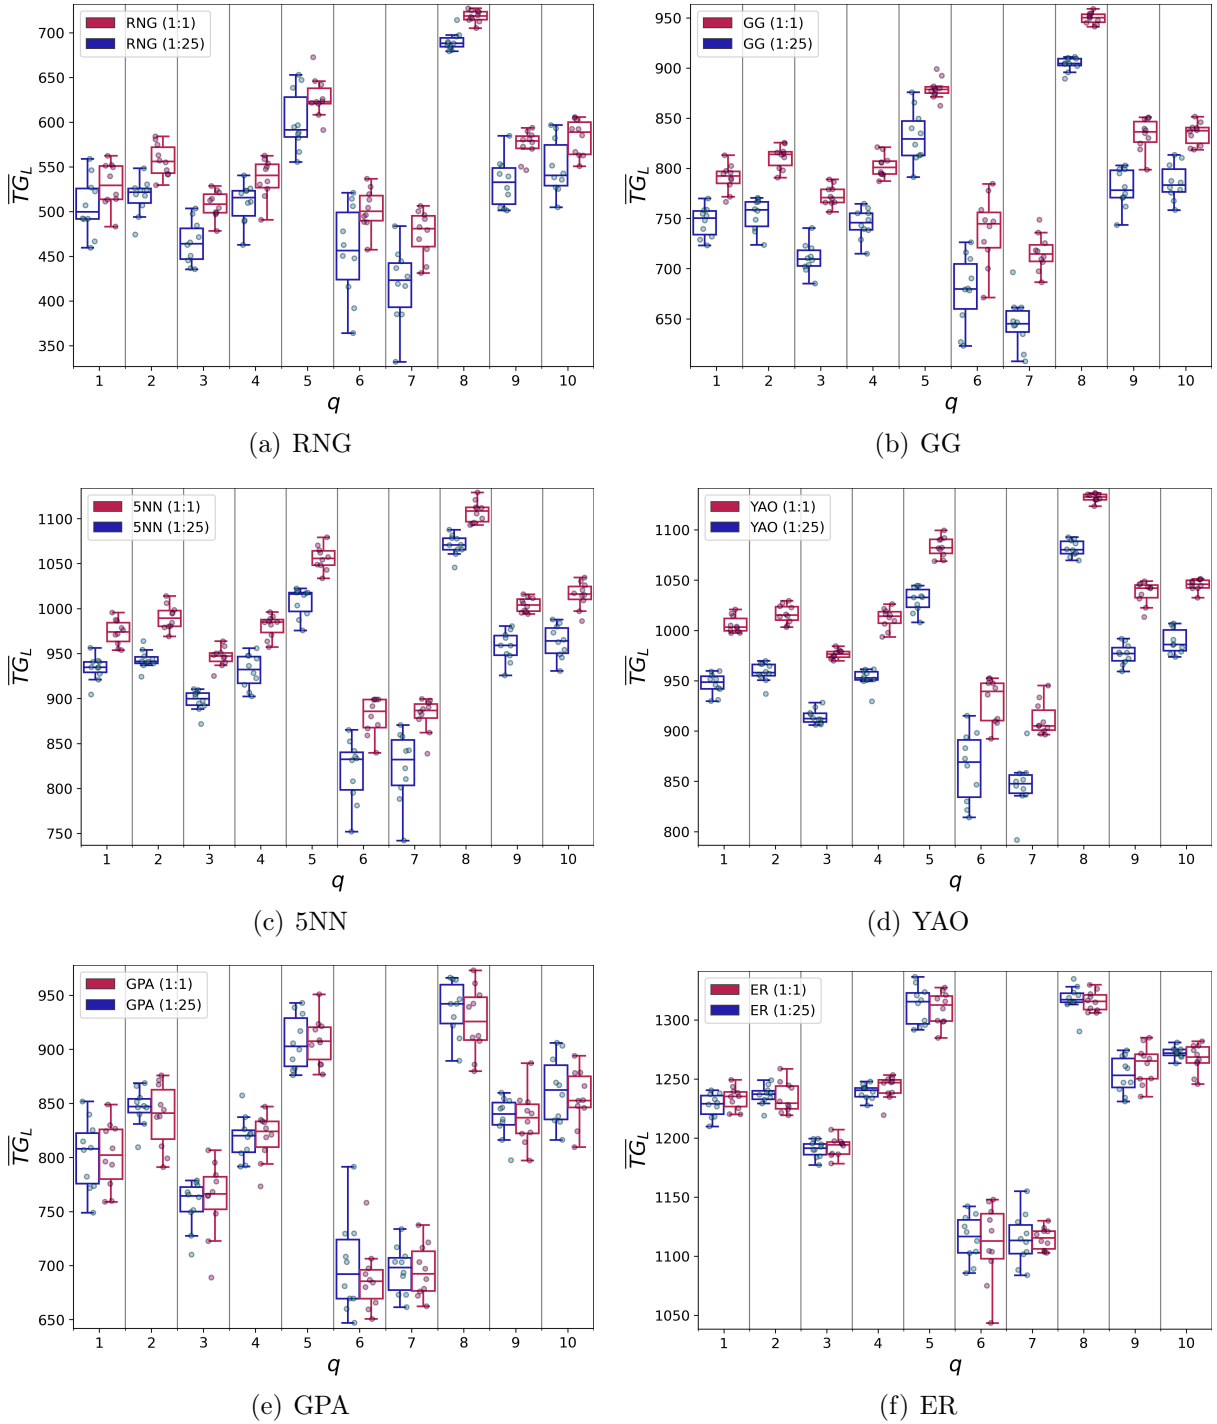 RNG (1:1)
RNG (1:25)
TG_L
700
650
600
550
500
450
400
350
1 2 3 4 5 6 7 8 9 10
q
(a) RNG
GG (1:1)
GG (1:25)
TG_L
950
900
850
800
750
700
650
1 2 3 4 5 6 7 8 9 10
q
(b) GG
5NN (1:1)
5NN (1:25)
TG_L
1100
1050
1000
950
900
850
800
750
1 2 3 4 5 6 7 8 9 10
q
(c) 5NN
YAO (1:1)
YAO (1:25)
TG_L
1100
1050
1000
950
900
850
800
1 2 3 4 5 6 7 8 9 10
q
(d) YAO
GPA (1:1)
GPA (1:25)
TG_L
950
900
850
800
750
700
650
1 2 3 4 5 6 7 8 9 10
q
(e) GPA
ER (1:1)
ER (1:25)
TG_L
1300
1250
1200
1150
1100
1050
1 2 3 4 5 6 7 8 9 10
q
(f) ER